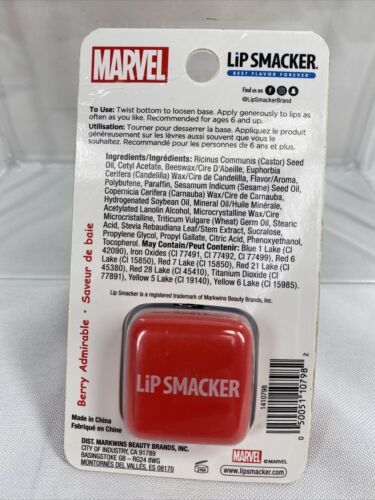 MARVEL
LiP SMACKER.
BEST FLAVOR FOREVER®
Find us on
@LipSmackerBrand
To Use: Twist bottom to loosen base. Apply generously to lips as
often as you like. Recommended for ages 6 and up.
Utilisation: Tourner pour desserrer la base. Appliquez le produit
généreusement sur les lèvres aussi souvent que vous le
souhaitez. Recommandé pour les personnes de 6 ans et plus.
Ingredients/Ingrédients: Ricinus Communis (Castor) Seed
Oil, Cetyl Acetate, Beeswax/Cire D'Abeille, Euphorbia
Cerifera (Candelilla) Wax/Cire de Candelilla, Flavor/Aroma,
Polybutene, Paraffin, Sesamum Indicum (Sesame) Seed Oil,
Copernicia Cerifera (Carnauba) Wax/Cire de Carnauba,
Hydrogenated Soybean Oil, Mineral Oil/Huile Minérale,
Acetylated Lanolin Alcohol, Microcrystalline Wax/Cire
Microcristalline, Triticum Vulgare (Wheat) Germ Oil, Stearic
Acid, Stevia Rebaudiana Leaf/Stem Extract, Sucralose,
Propylene Glycol, Propyl Gallate, Citric Acid, Phenoxyethanol,
Tocopherol. May Contain/Peut Contenir: Blue 1 Lake (CI
42090), Iron Oxides (CI 77491, CI 77492, CI 77499), Red 6
Lake (CI 15850), Red 7 Lake (CI 15850), Red 21 Lake (CI
45380), Red 28 Lake (CI 45410), Titanium Dioxide (CI
77891), Yellow 5 Lake (CI 19140), Yellow 6 Lake (CI 15985).
Lip Smacker is a registered trademark of Markwins Beauty Brands, Inc.
Berry Admirable • Saveur de baie
LiP SMACKER
1410798
0 50051 10798 2
Made in China
Fabriqué en Chine
DIST. MARKWINS BEAUTY BRANDS, INC.
CITY OF INDUSTRY, CA 91789
BASINGSTOKE GB – RG24 8WG
MONTORNÈS DEL VALLÈS, ES 08170
24M
MARVEL
© MARVEL
www.lipsmacker.com